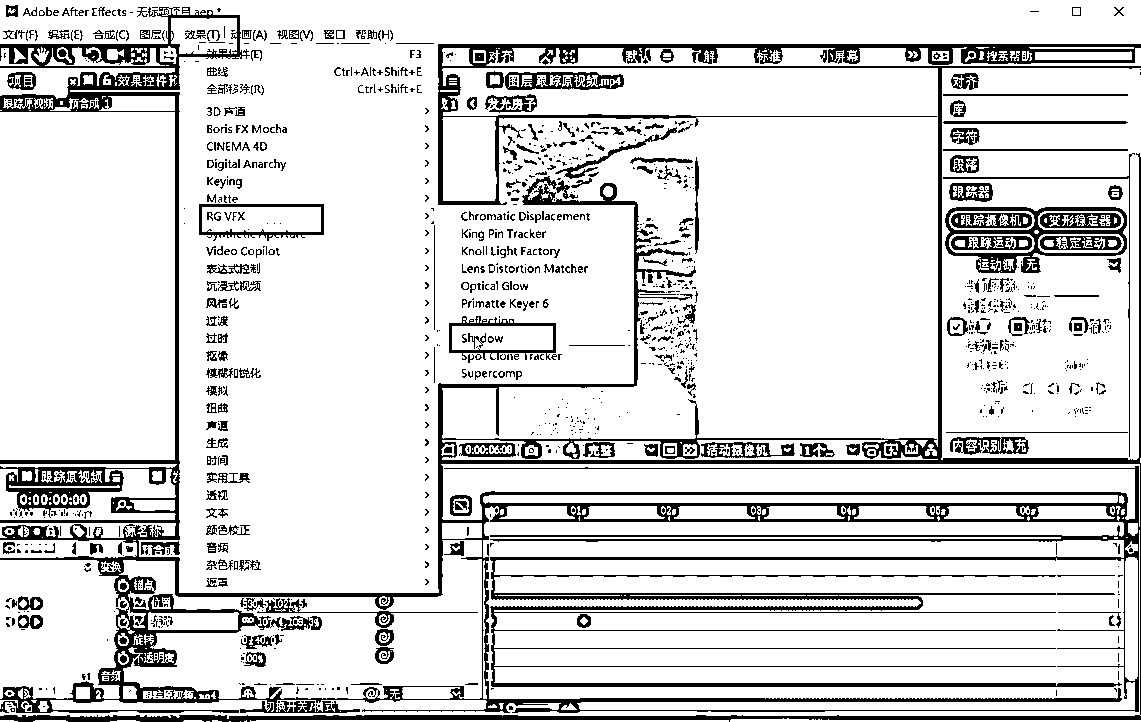 Adobe After Effects - 无标题项目.aep *
文件(F) 编辑(E) 合成(C) 图层(L) 效果(T) 动画(A) 视图(V) 窗口 帮助(H)
对齐 默认 了解 标准 小屏幕 搜索帮助
项目 效果控件
跟踪原视频 • 预合成 1
效果控件(E) F3
曲线 Ctrl+Alt+Shift+E
全部移除(R) Ctrl+Shift+E
3D 声道
Boris FX Mocha
CINEMA 4D
Digital Anarchy
Keying
Matte
RG VFX
Synthetic Aperture
Video Copilot
表达式控制
沉浸式视频
风格化
过渡
过时
抠像
模糊和锐化
模拟
扭曲
声道
生成
时间
实用工具
透视
文本
颜色校正
音频
杂色和颗粒
遮罩
Chromatic Displacement
King Pin Tracker
Knoll Light Factory
Lens Distortion Matcher
Optical Glow
Primatte Keyer 6
Reflection
Shadow
Spot Clone Tracker
Supercomp
图层 跟踪原视频.mp4
发光房子
0:00:06:00 完整 活动摄像机 1个...
对齐
库
字符
段落
跟踪器
跟踪摄像机 变形稳定器
跟踪运动 稳定运动
运动源 无
位置 旋转 缩放
内容识别填充
跟踪原视频
0:00:00:00
# 源名称
01s 02s 03s 04s 05s 06s 07s
1 预合成
变换
锚点
位置
缩放
旋转
不透明度 100%
音频
2 跟踪原视频.mp4 无
切换开关/模式